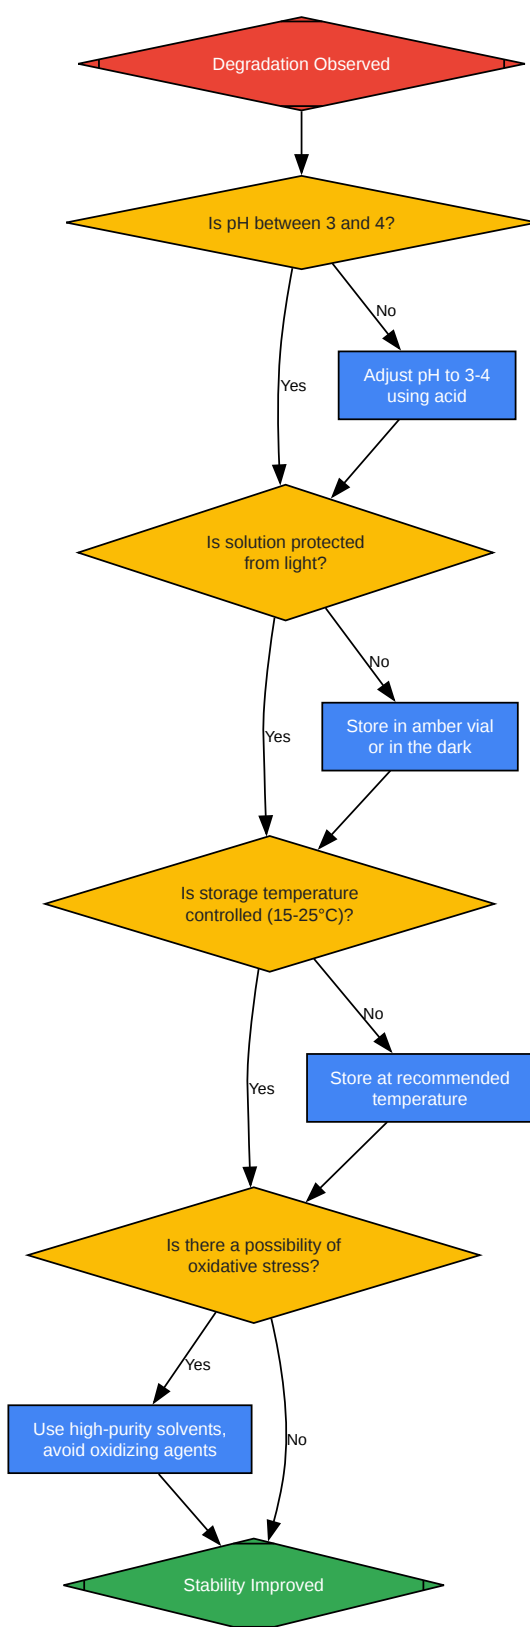 Degradation Observed
Is pH between 3 and 4?
No
Adjust pH to 3-4
using acid
Yes
Is solution protected
from light?
No
Store in amber vial
or in the dark
Yes
Is storage temperature
controlled (15-25°C)?
No
Store at recommended
temperature
Yes
Is there a possibility of
oxidative stress?
Yes
Use high-purity solvents,
avoid oxidizing agents
No
Stability Improved